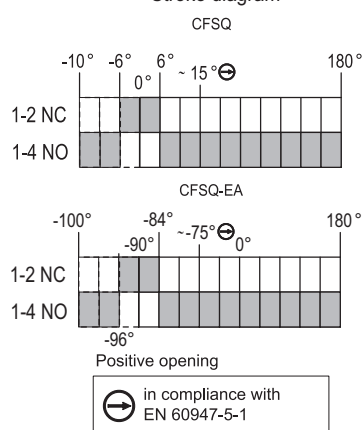 Stroke diagram
CFSQ
-10° -6° 6° ~ 15° 180°
0°
1-2 NC
1-4 NO
CFSQ-EA
-100° -84° 180°
-90° ~-75° 0°
1-2 NC
1-4 NO
-96°
Positive opening
in compliance with
EN 60947-5-1